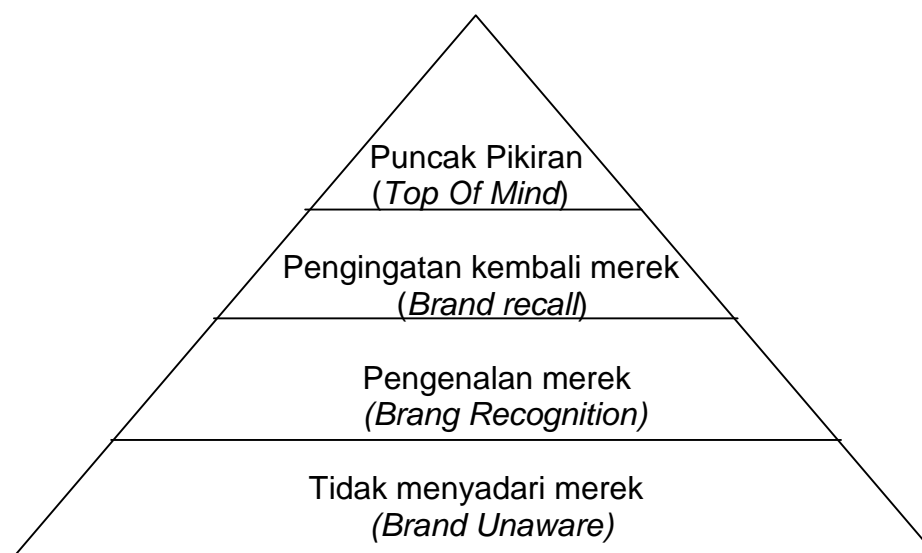 Puncak Pikiran
(Top Of Mind)
Pengingatan kembali merek
(Brand recall)
Pengenalan merek
(Brang Recognition)
Tidak menyadari merek
(Brand Unaware)